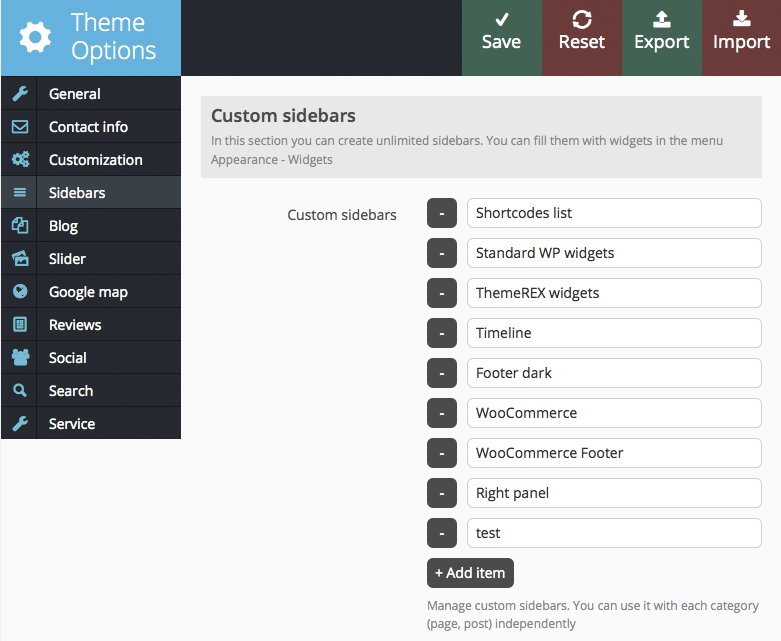 Theme
Options
Save
Reset
Export
Import
General
Contact info
Customization
Sidebars
Blog
Slider
Google map
Reviews
Social
Search
Service
Custom sidebars
In this section you can create unlimited sidebars. You can fill them with widgets in the menu
Appearance - Widgets
Custom sidebars
- Shortcodes list
- Standard WP widgets
- ThemeREX widgets
- Timeline
- Footer dark
- WooCommerce
- WooCommerce Footer
- Right panel
- test
+ Add item
Manage custom sidebars. You can use it with each category
(page, post) independently